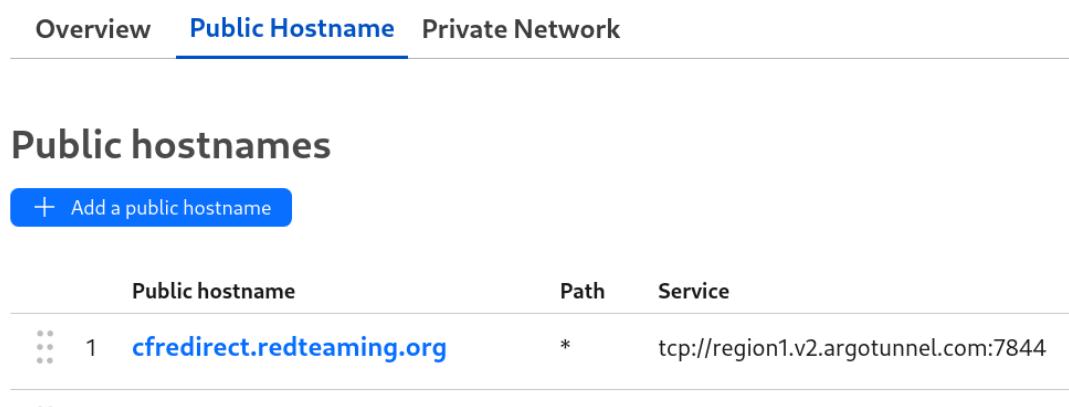 Overview Public Hostname Private Network
Public hostnames
+ Add a public hostname
Public hostname Path Service
1 cfredirect.redteaming.org * tcp://region1.v2.argotunnel.com:7844